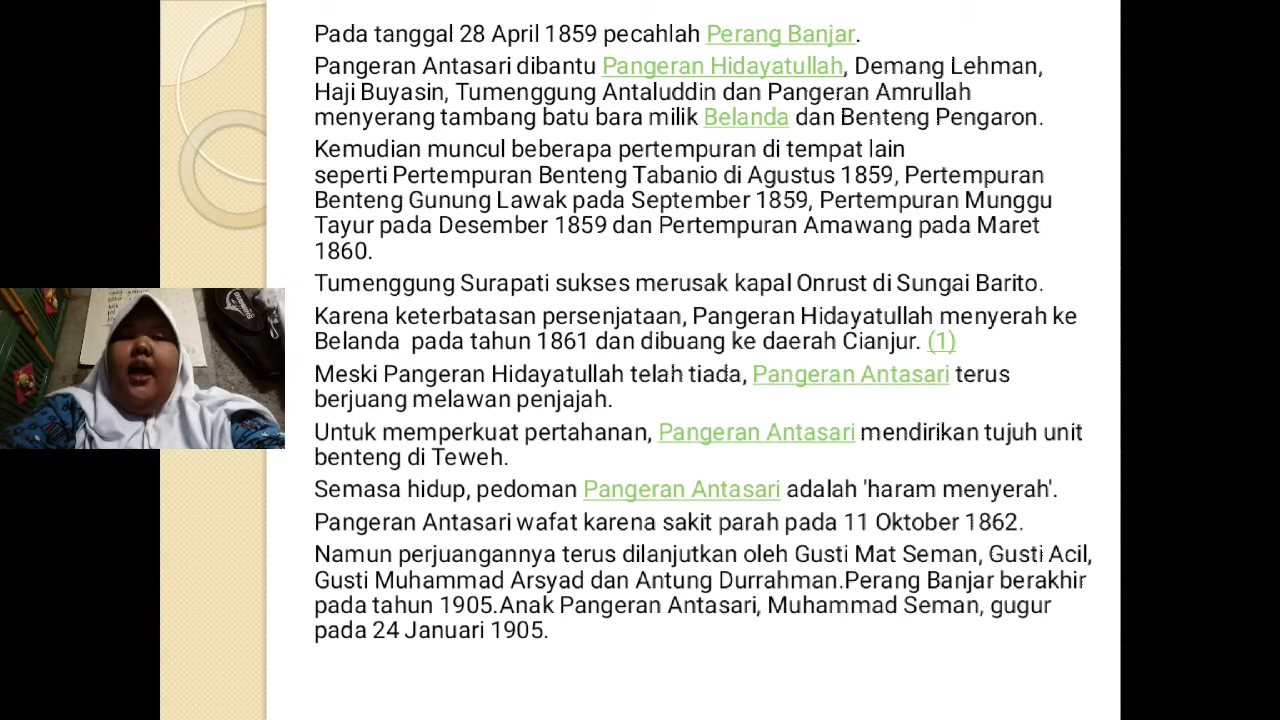 Pada tanggal 28 April 1859 pecahlah Perang Banjar.
Pangeran Antasari dibantu Pangeran Hidayatullah, Demang Lehman,
Haji Buyasin, Tumenggung Antaluddin dan Pangeran Amrullah
menyerang tambang batu bara milik Belanda dan Benteng Pengaron.
Kemudian muncul beberapa pertempuran di tempat lain
seperti Pertempuran Benteng Tabanio di Agustus 1859, Pertempuran
Benteng Gunung Lawak pada September 1859, Pertempuran Munggu
Tayur pada Desember 1859 dan Pertempuran Amawang pada Maret
1860.
Tumenggung Surapati sukses merusak kapal Onrust di Sungai Barito.
Karena keterbatasan persenjataan, Pangeran Hidayatullah menyerah ke
Belanda  pada tahun 1861 dan dibuang ke daerah Cianjur. (1)
Meski Pangeran Hidayatullah telah tiada, Pangeran Antasari terus
berjuang melawan penjajah.
Untuk memperkuat pertahanan, Pangeran Antasari mendirikan tujuh unit
benteng di Teweh.
Semasa hidup, pedoman Pangeran Antasari adalah 'haram menyerah'.
Pangeran Antasari wafat karena sakit parah pada 11 Oktober 1862.
Namun perjuangannya terus dilanjutkan oleh Gusti Mat Seman, Gusti Acil,
Gusti Muhammad Arsyad dan Antung Durrahman.Perang Banjar berakhir
pada tahun 1905.Anak Pangeran Antasari, Muhammad Seman, gugur
pada 24 Januari 1905.